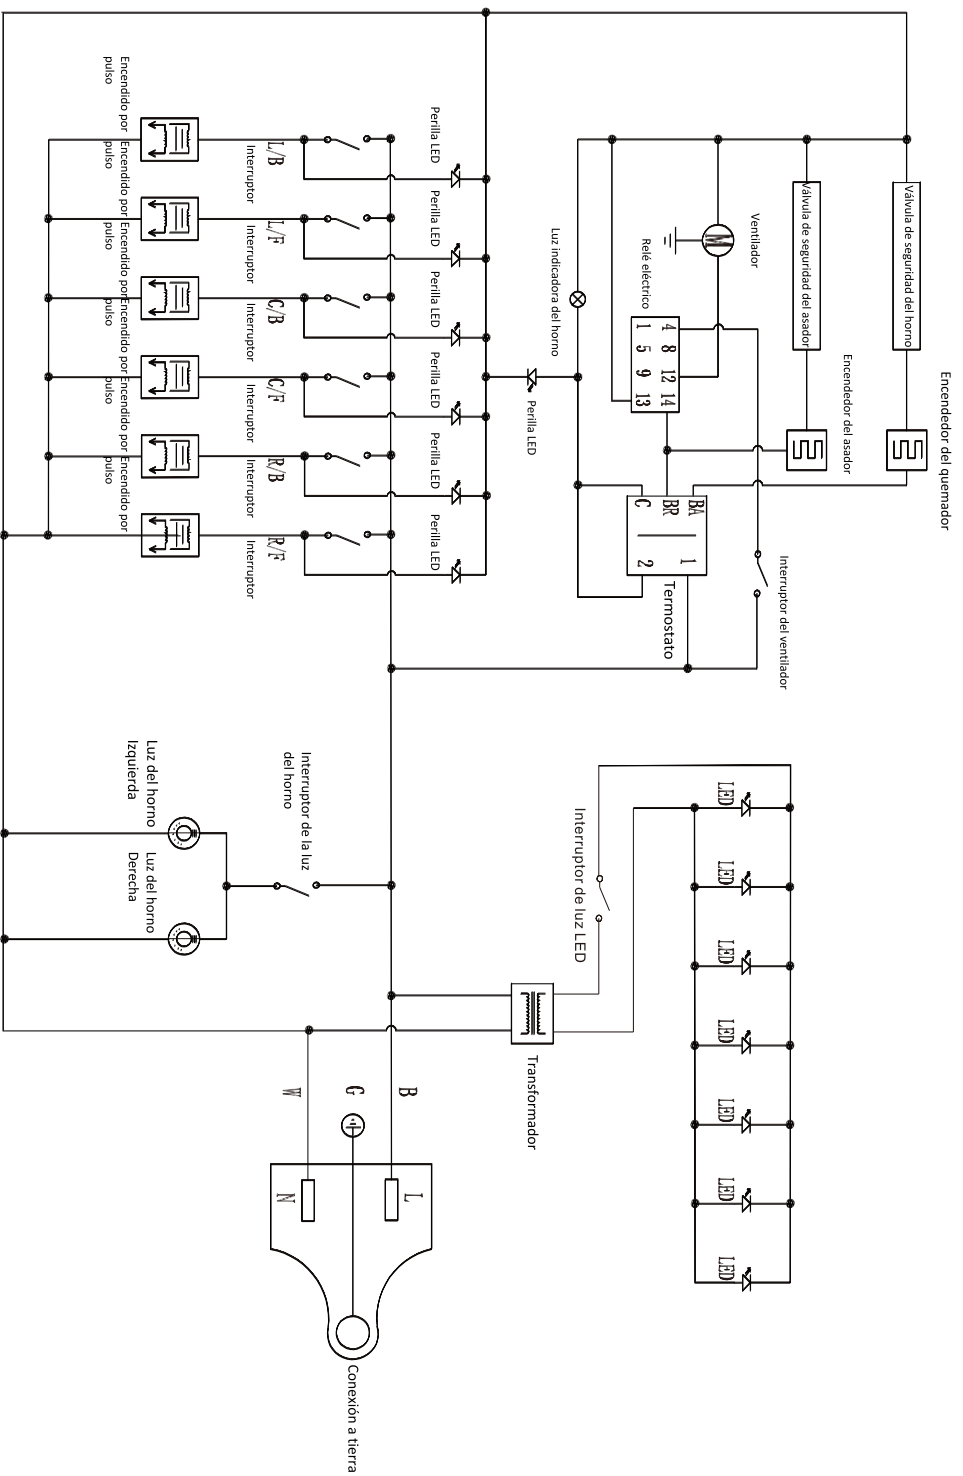 Encendedor del quemador
Válvula de seguridad del horno
Encendedor del asador
Válvula de seguridad del asador
Interruptor del ventilador
Ventilador
M
LED
LED
LED
LED
LED
LED
LED
BA
1
BR
C
2
Termostato
4 8 12 14
1 5 9 13
Relé eléctrico
Interruptor de luz LED
Luz indicadora del horno
Perilla LED
Transformador
Perilla LED
Perilla LED
Perilla LED
Perilla LED
Perilla LED
Perilla LED
B
L
G
Conexión a tierra
W
N
Interruptor de la luz
del horno
L/B
L/F
C/B
C/F
R/B
R/F
Interruptor
Interruptor
Interruptor
Interruptor
Interruptor
Interruptor
Luz del horno
Izquierda
Luz del horno
Derecha
Encendido por
pulso
Encendido por
pulso
Encendido por
pulso
Encendido por
pulso
Encendido por
pulso
Encendido por
pulso